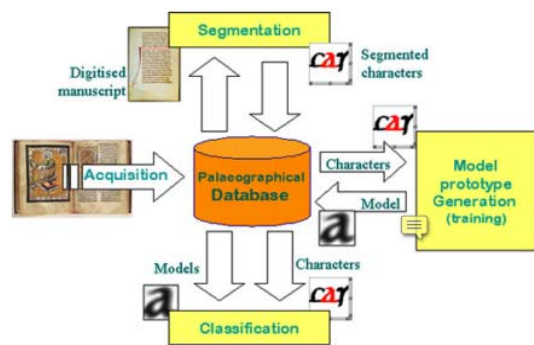 Segmentation
Digitised
manuscript
Segmented
characters
car
Acquisition
Palaeographical
Database
Characters
car
Model
Model
prototype
Generation
(training)
a
Models
a
Characters
car
Classification